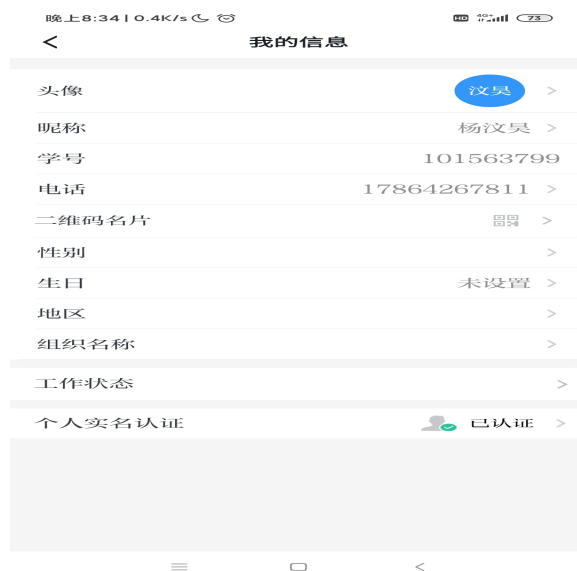 晚上8:34 | 0.4K/s HD 4G+ 73
我的信息
头像 汶昊
昵称 杨汶昊
学号 101563799
电话 17864267811
二维码名片
性别
生日 未设置
地区
组织名称
工作状态
个人实名认证 已认证